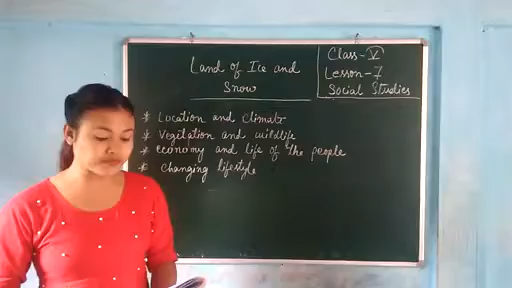 Land of Ice and
Snow
Class-V
Lesson-7
Social Studies
* Location and climate
* Vegitation and wildlife
* economy and life of the people
* changing lifestyle